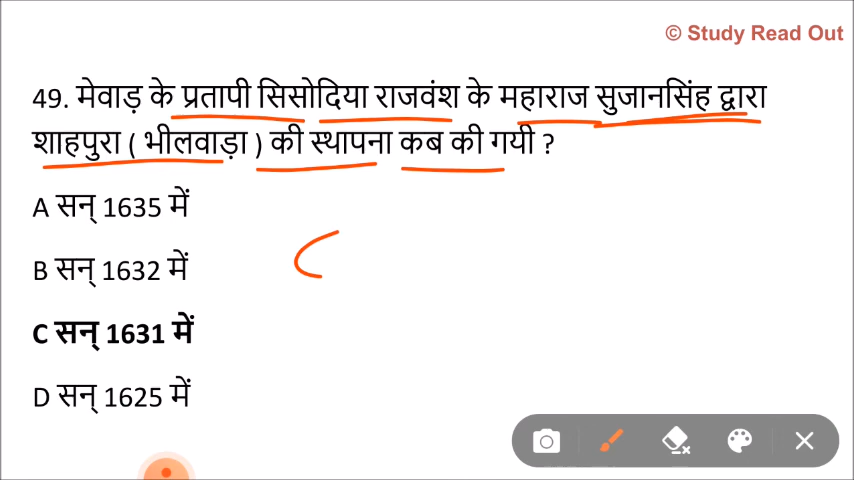 © Study Read Out
49. मेवाड़ के प्रतापी सिसोदिया राजवंश के महाराज सुजानसिंह द्वारा
शाहपुरा ( भीलवाड़ा ) की स्थापना कब की गयी ?
A सन् 1635 में
B सन् 1632 में
C सन् 1631 में
D सन् 1625 में